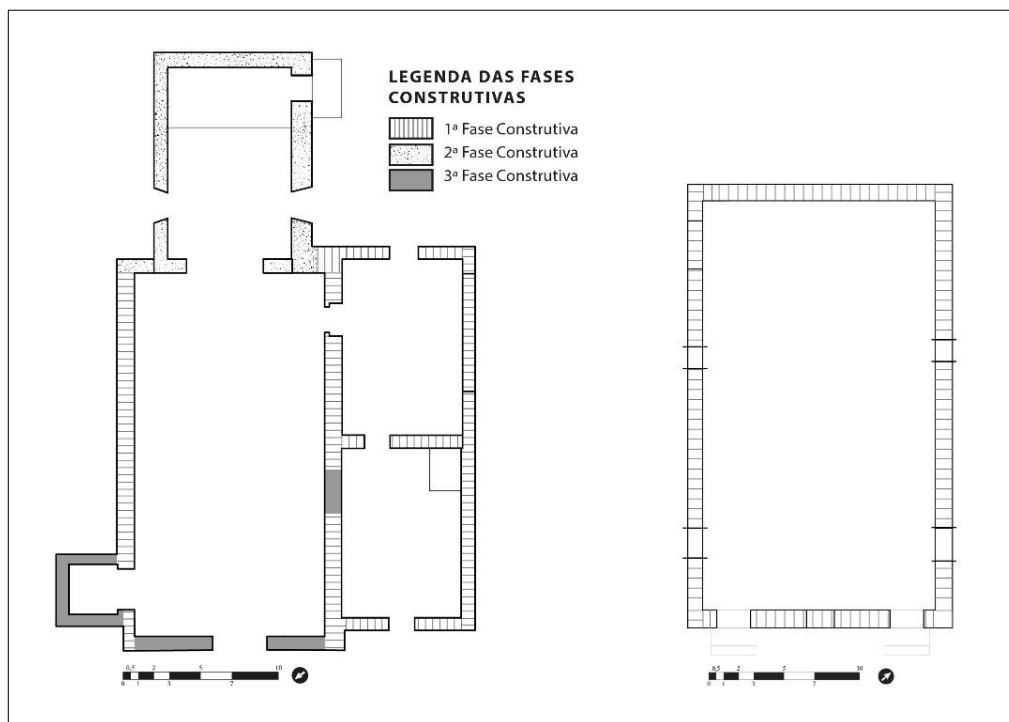 LEGENDA DAS FASES
CONSTRUTIVAS
1ª Fase Construtiva
2ª Fase Construtiva
3ª Fase Construtiva
0,5 2 5 10
0 1 3 7
0,5 2 5 10
0 1 3 7